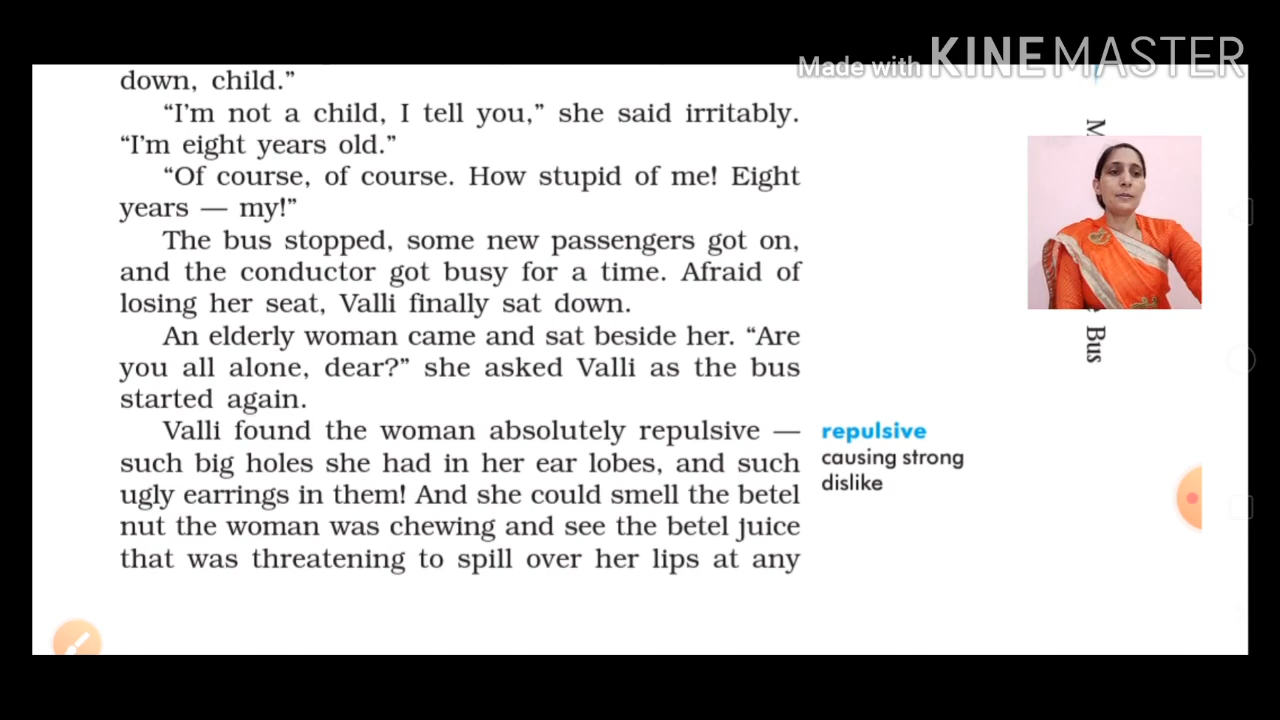 Made with KINEMASTER
down, child.”
“I’m not a child, I tell you,” she said irritably.
“I’m eight years old.”
“Of course, of course. How stupid of me! Eight
years — my!”
The bus stopped, some new passengers got on,
and the conductor got busy for a time. Afraid of
losing her seat, Valli finally sat down.
An elderly woman came and sat beside her. “Are
you all alone, dear?” she asked Valli as the bus
started again.
Valli found the woman absolutely repulsive —
such big holes she had in her ear lobes, and such
ugly earrings in them! And she could smell the betel
nut the woman was chewing and see the betel juice
that was threatening to spill over her lips at any
repulsive
causing strong
dislike
Bus